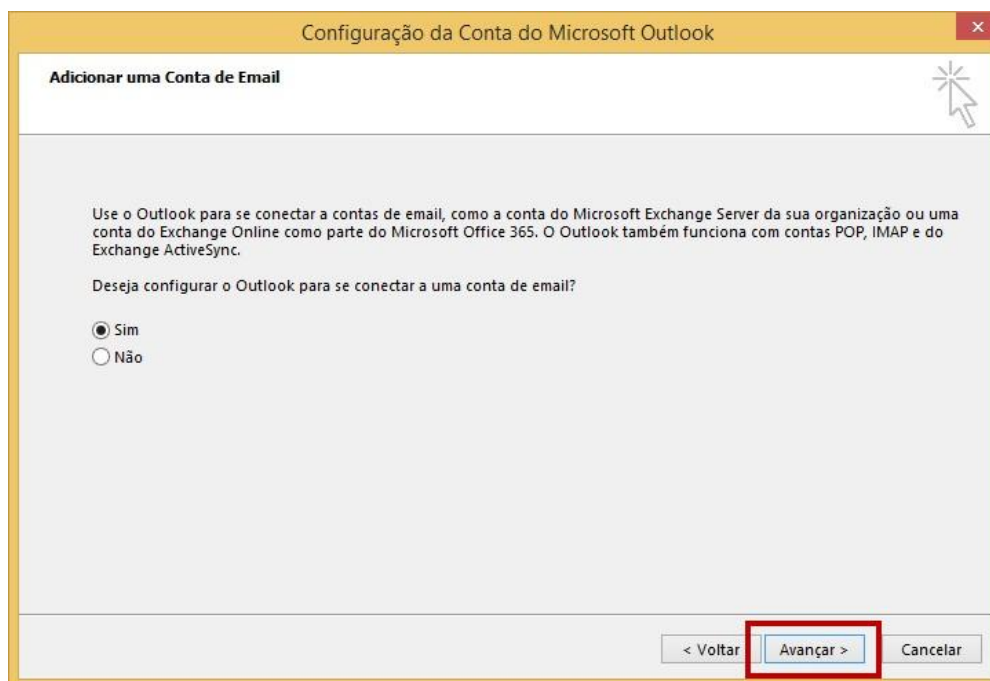 Configuração da Conta do Microsoft Outlook
Adicionar uma Conta de Email
Use o Outlook para se conectar a contas de email, como a conta do Microsoft Exchange Server da sua organização ou uma
conta do Exchange Online como parte do Microsoft Office 365. O Outlook também funciona com contas POP, IMAP e do
Exchange ActiveSync.
Deseja configurar o Outlook para se conectar a uma conta de email?
Sim
Não
< Voltar Avançar > Cancelar